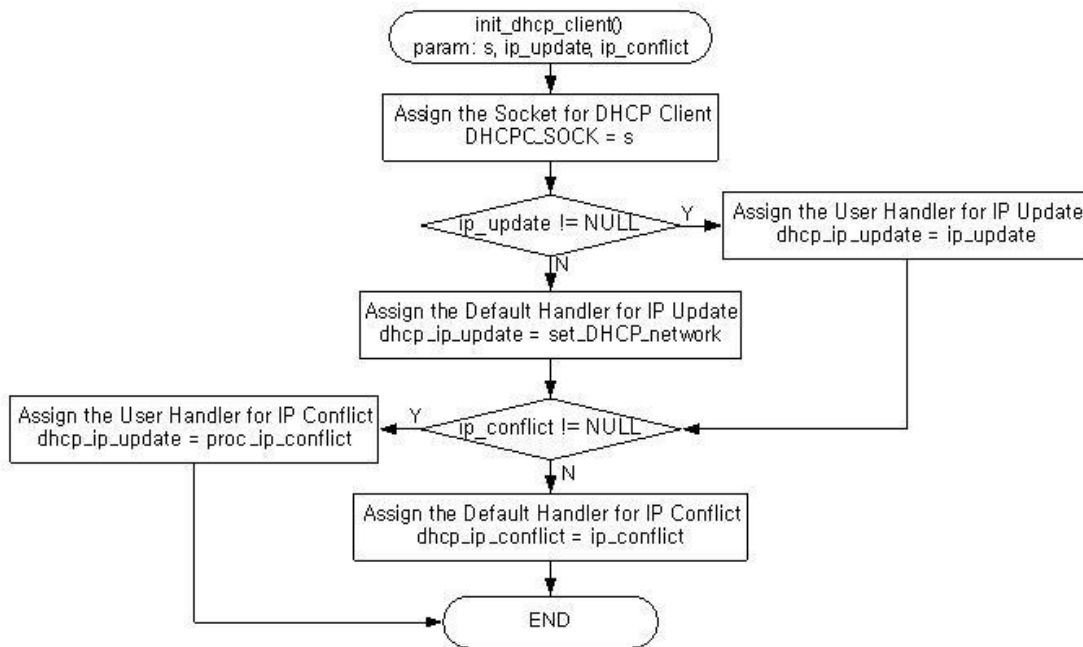 init_dhcp_client()
param: s, ip_update, ip_conflict
Assign the Socket for DHCP Client
DHCPC_SOCK = s
ip_update != NULL
Y
Assign the User Handler for IP Update
dhcp_ip_update = ip_update
N
Assign the Default Handler for IP Update
dhcp_ip_update = set_DHCP_network
Assign the User Handler for IP Conflict
dhcp_ip_update = proc_ip_conflict
Y
ip_conflict != NULL
N
Assign the Default Handler for IP Conflict
dhcp_ip_conflict = ip_conflict
END